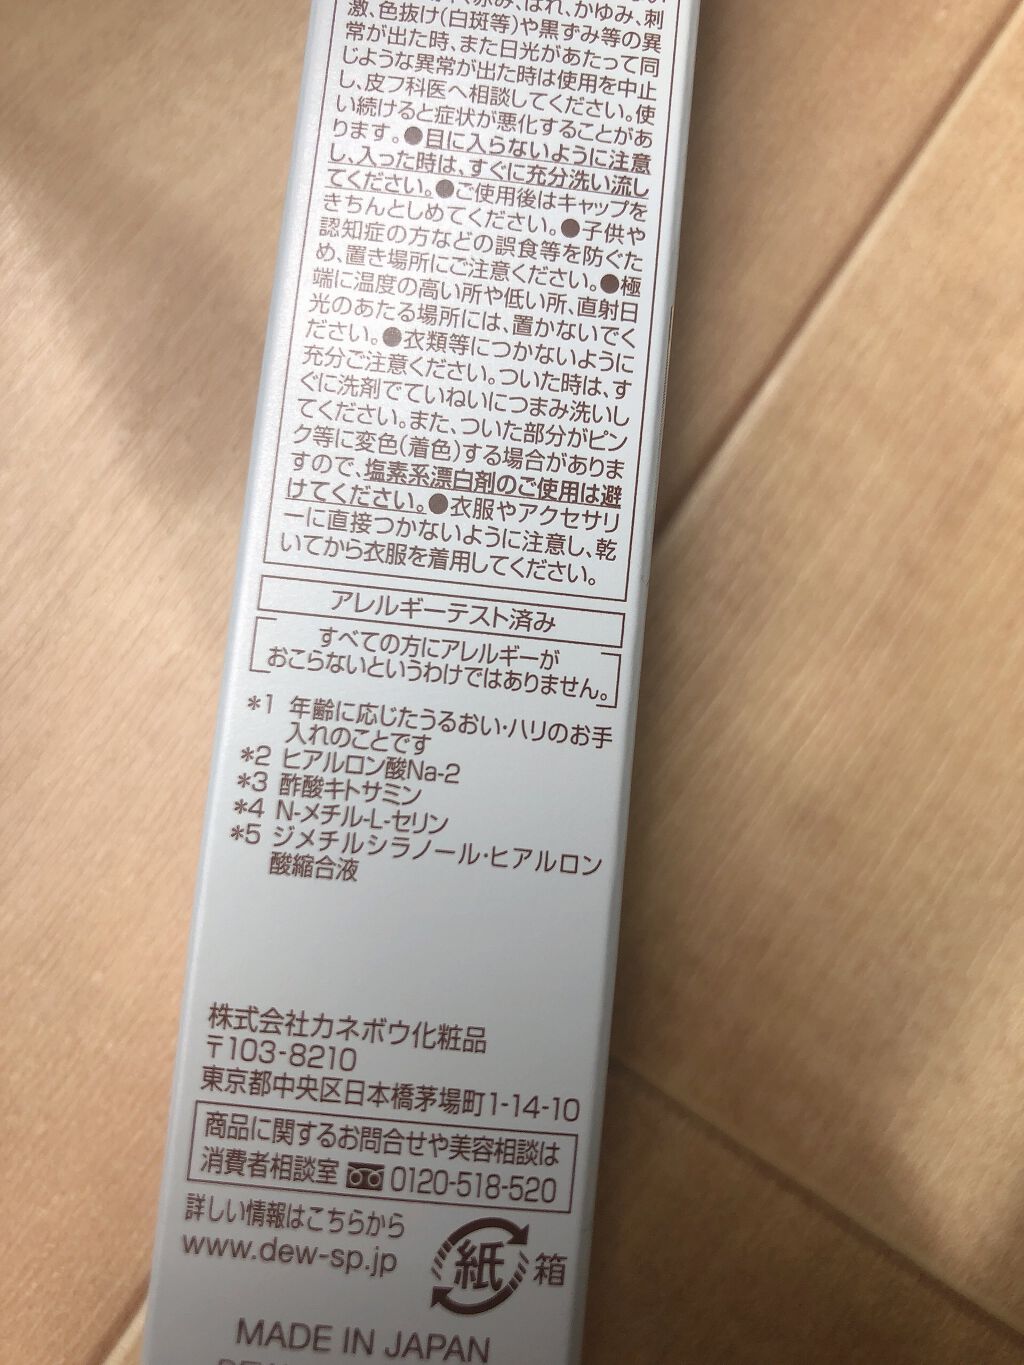 赤み、はれ、かゆみ、刺
激、色抜け(白斑等)や黒ずみ等の異
常が出た時、また日光があたって同
じような異常が出た時は使用を中止
し、皮フ科医へ相談してください。使
い続けると症状が悪化することがあ
ります。●目に入らないように注意
し、入った時は、すぐに充分洗い流し
てください。●ご使用後はキャップを
きちんとしめてください。●子供や
認知症の方などの誤食等を防ぐた
め、置き場所にご注意ください。●極
端に温度の高い所や低い所、直射日
光のあたる場所には、置かないでく
ださい。●衣類等につかないように
充分ご注意ください。ついた時は、す
ぐに洗剤でていねいにつまみ洗いし
てください。また、ついた部分がピン
ク等に変色(着色)する場合がありま
すので、塩素系漂白剤のご使用は避
けてください。●衣服やアクセサリ
ーに直接つかないように注意し、乾
いてから衣服を着用してください。
アレルギーテスト済み
すべての方にアレルギーが
おこらないというわけではありません。
*1 年齢に応じたうるおい・ハリのお手
入れのことです
*2 ヒアルロン酸Na-2
*3 酢酸キトサミン
*4 N-メチル-L-セリン
*5 ジメチルシラノール・ヒアルロン
酸縮合液
株式会社カネボウ化粧品
〒103-8210
東京都中央区日本橋茅場町1-14-10
商品に関するお問合せや美容相談は
消費者相談室 0120-518-520
詳しい情報はこちらから
www.dew-sp.jp
紙 箱
MADE IN JAPAN